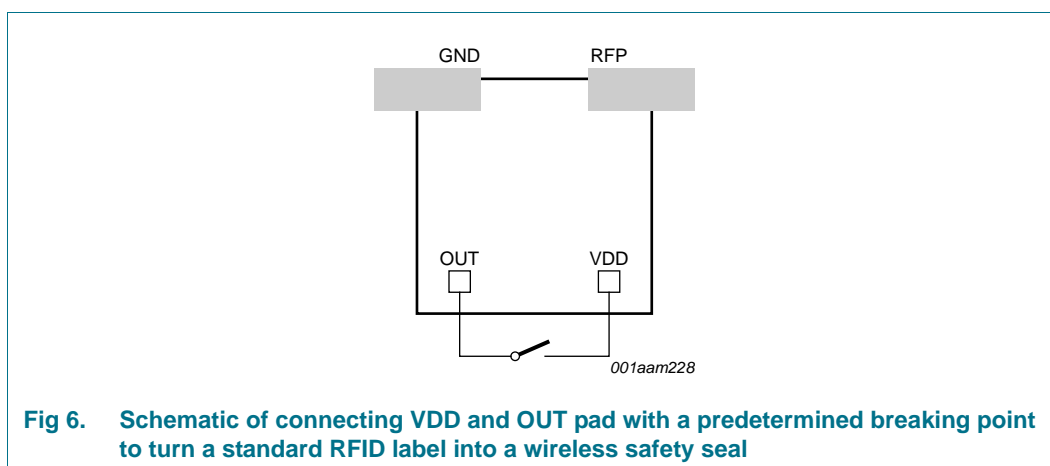 GND RFP
OUT VDD
001aam228
Fig 6. Schematic of connecting VDD and OUT pad with a predetermined breaking point
to turn a standard RFID label into a wireless safety seal